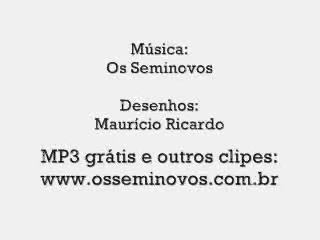 Música:
Os Seminovos
Desenhos:
Maurício Ricardo
MP3 grátis e outros clipes:
www.osseminovos.com.br